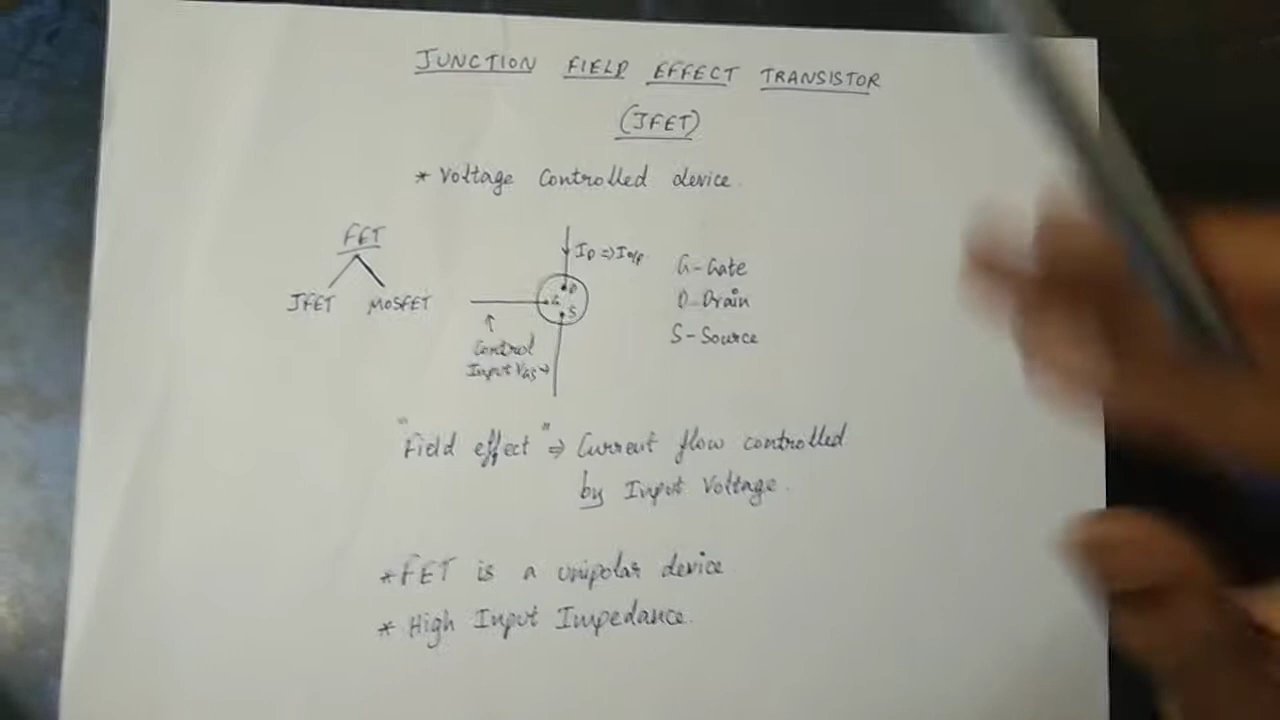 JUNCTION FIELD EFFECT TRANSISTOR
(JFET)
* Voltage Controlled device.
FET
JFET MOSFET
ID => Io/p
D
G
S
Control
Input VGS →
G-Gate
D-Drain
S-Source
"Field effect" => Current flow controlled
by Input Voltage.
*FET is a unipolar device
* High Input Impedance.